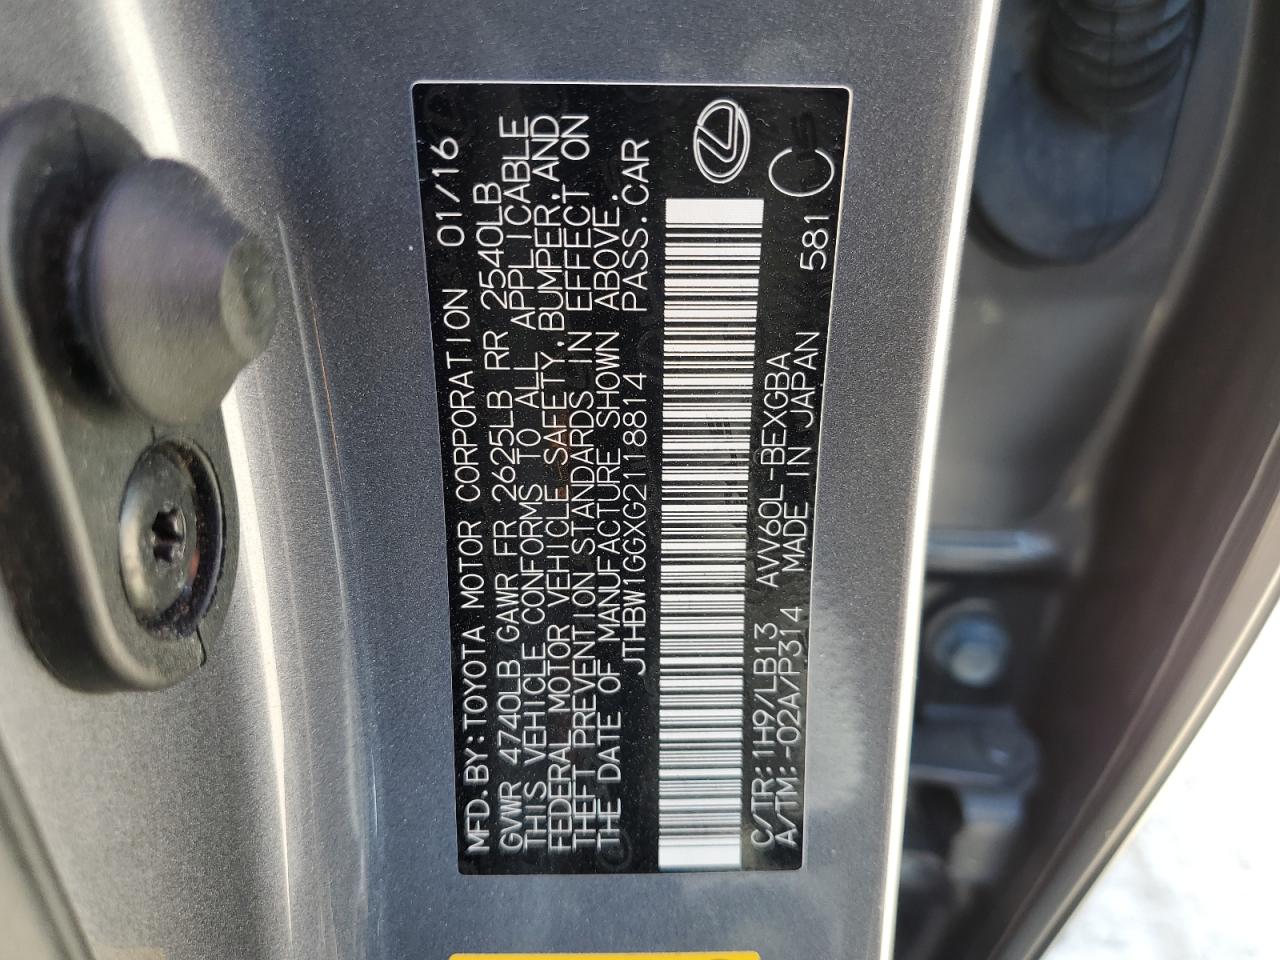 MFD.BY:TOYOTA MOTOR CORPORATION 01/16
GVWR 4740LB GAWR FR 2625LB RR 2540LB
THIS VEHICLE CONFORMS TO ALL APPLICABLE
FEDERAL MOTOR VEHICLE SAFETY,BUMPER,AND
THEFT PREVENTION STANDARDS IN EFFECT ON
THE DATE OF MANUFACTURE SHOWN ABOVE.
JTHBW1GGXG2118814 PASS.CAR
C/TR:1H9/LB13 AVV60L-BEXGBA
A/TM:-02A/P314 MADE IN JAPAN 581